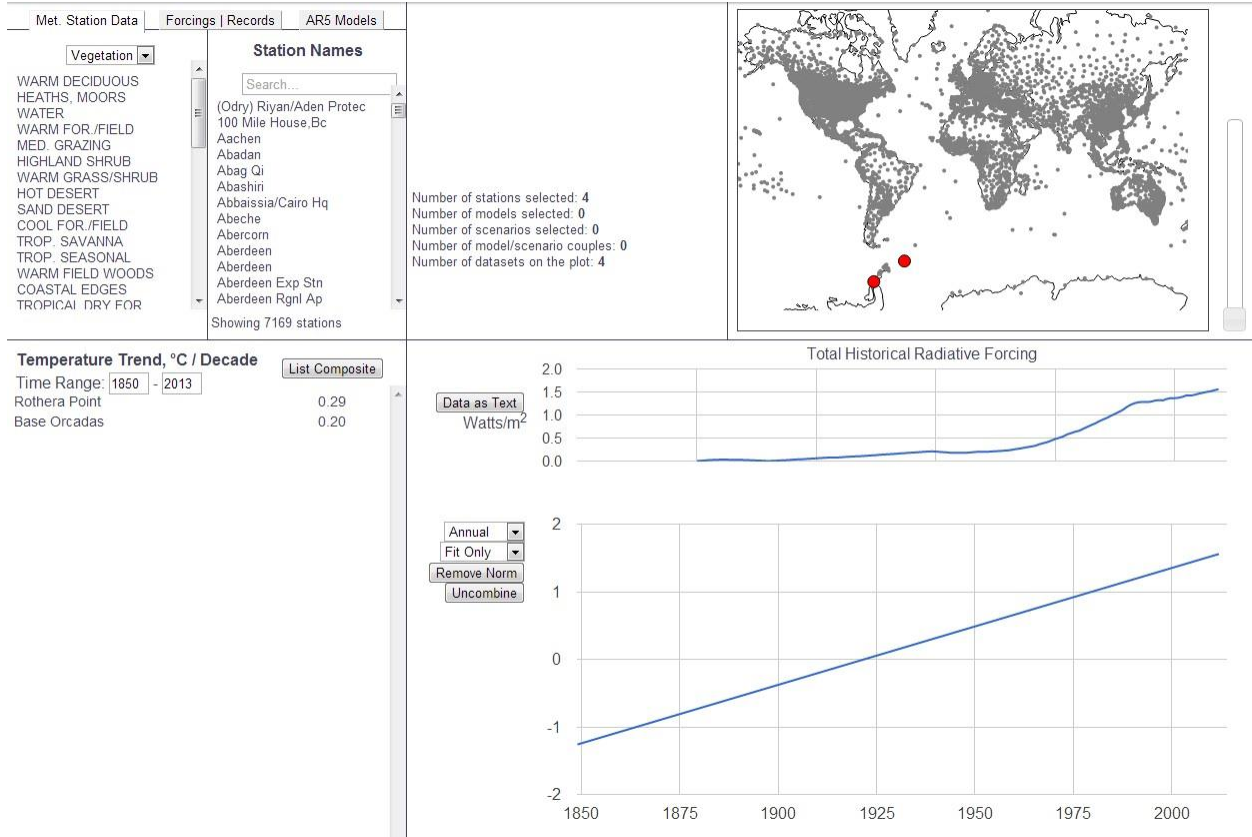 Met. Station Data
Forcings | Records
AR5 Models
Vegetation
WARM DECIDUOUS
HEATHS, MOORS
WATER
WARM FOR./FIELD
MED. GRAZING
HIGHLAND SHRUB
WARM GRASS/SHRUB
HOT DESERT
SAND DESERT
COOL FOR./FIELD
TROP. SAVANNA
TROP. SEASONAL
WARM FIELD WOODS
COASTAL EDGES
TROPICAL DRY FOR
Station Names
Search...
(Odry) Riyan/Aden Protec
100 Mile House,Bc
Aachen
Abadan
Abag Qi
Abashiri
Abbaissia/Cairo Hq
Abeche
Abercorn
Aberdeen
Aberdeen
Aberdeen Exp Stn
Aberdeen Rgnl Ap
Showing 7169 stations
Number of stations selected: 4
Number of models selected: 0
Number of scenarios selected: 0
Number of model/scenario couples: 0
Number of datasets on the plot: 4
Temperature Trend, °C / Decade
List Composite
Time Range: 1850 - 2013
Rothera Point 0.29
Base Orcadas 0.20
Total Historical Radiative Forcing
Data as Text
Watts/m²
2.0
1.5
1.0
0.5
0.0
Annual
Fit Only
Remove Norm
Uncombine
2
1
0
-1
-2
1850 1875 1900 1925 1950 1975 2000